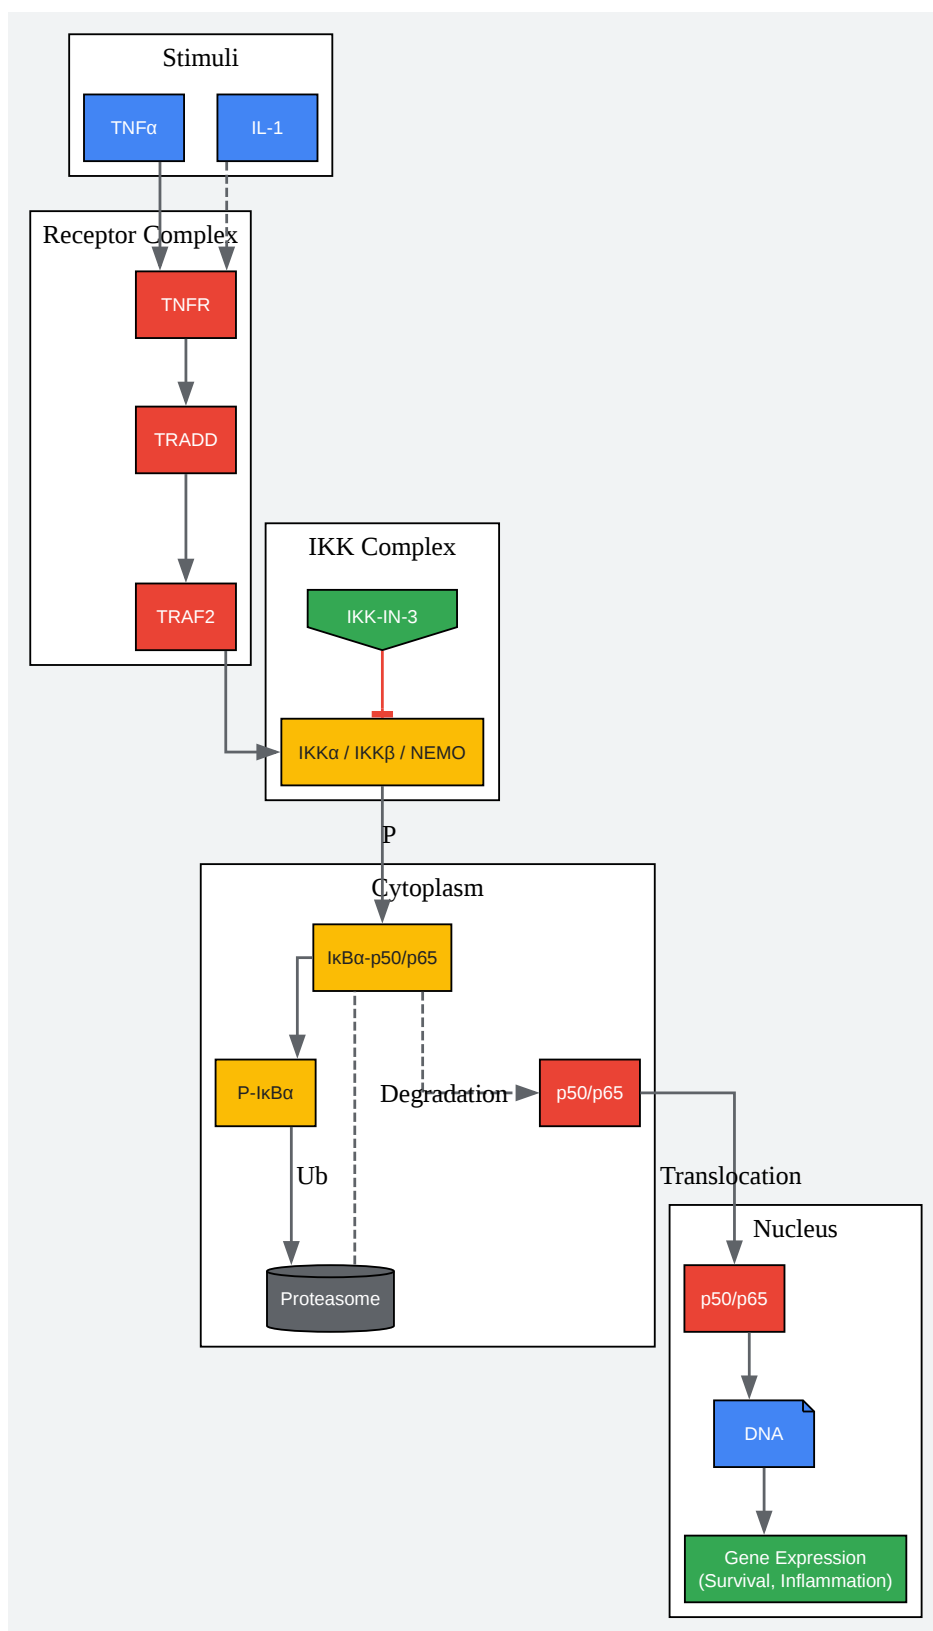 Stimuli
TNFα
IL-1
Receptor Complex
TNFR
TRADD
TRAF2
IKK Complex
IKK-IN-3
IKKα / IKKβ / NEMO
P
Cytoplasm
IκBα-p50/p65
P-IκBα
Degradation
p50/p65
Ub
Translocation
Proteasome
Nucleus
p50/p65
DNA
Gene Expression
(Survival, Inflammation)